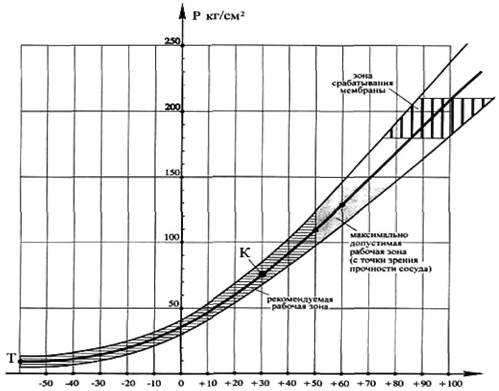 P кг/см²
250
зона
срабатывания
мембраны
200
150
100
К
максимально
допустимая
рабочая зона
(с точки зрения
прочности сосуда)
50
рекомендуемая
рабочая зона
Т
-50 -40 -30 -20 -10 0 +10 +20 +30 +40 +50 +60 +70 +80 +90 +100